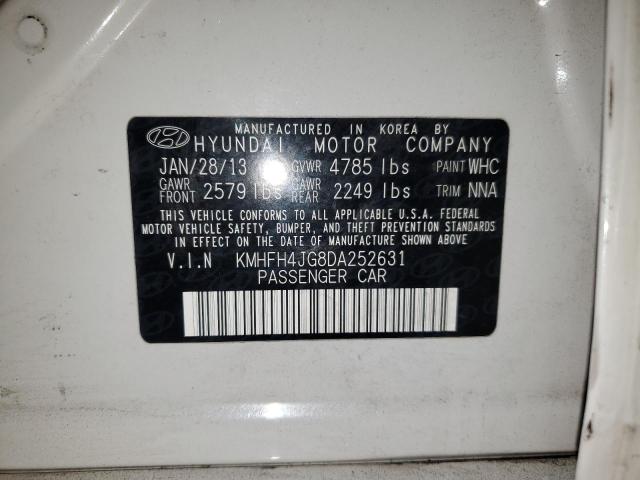 MANUFACTURED IN KOREA BY
HYUNDAI MOTOR COMPANY
JAN/28/13 GVWR 4785 lbs PAINT WHC
GAWR FRONT 2579 lbs GAWR REAR 2249 lbs TRIM NNA
THIS VEHICLE CONFORMS TO ALL APPLICABLE U.S.A. FEDERAL
MOTOR VEHICLE SAFETY, BUMPER, AND THEFT PREVENTION STANDARDS
IN EFFECT ON THE DATE OF MANUFACTURE SHOWN ABOVE
V.I.N KMHFH4JG8DA252631
PASSENGER CAR